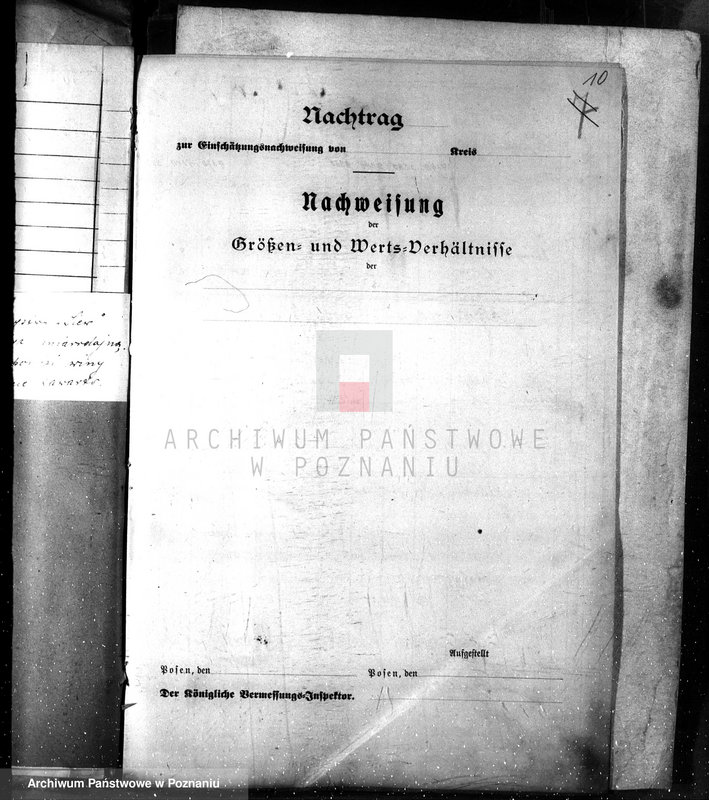 10
Nachtrag
zur Einschätzungsnachweisung von Kreis
Nachweisung
der
Größen- und Werts-Verhältnisse
der
ARCHIWUM PAŃSTWOWE
W POZNANIU
Aufgestellt
Posen, den Posen, den
Der Königliche Vermessungs-Inspektor.
winy
Archiwum Państwowe w Poznaniu